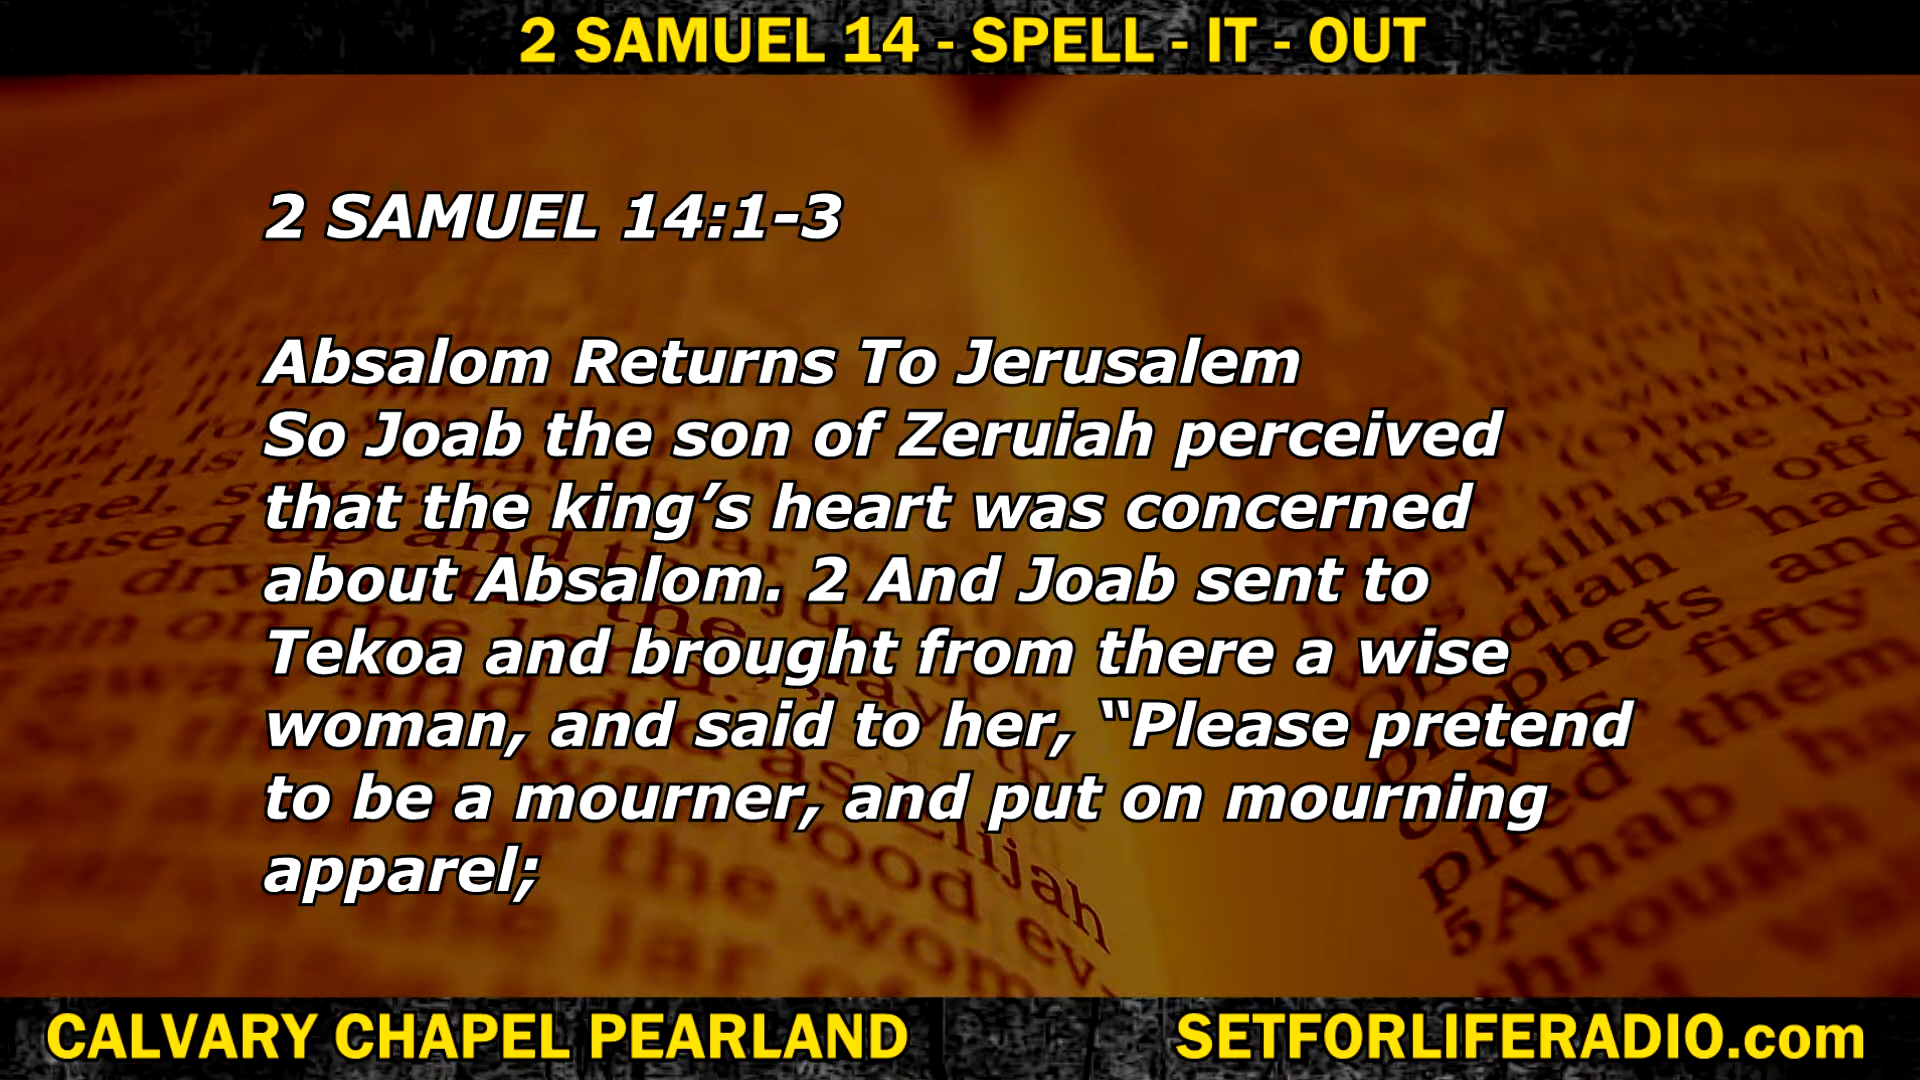 2 SAMUEL 14 - SPELL - IT - OUT
2 SAMUEL 14:1-3
Absalom Returns To Jerusalem
So Joab the son of Zeruiah perceived
that the king’s heart was concerned
about Absalom. 2 And Joab sent to
Tekoa and brought from there a wise
woman, and said to her, “Please pretend
to be a mourner, and put on mourning
apparel;
CALVARY CHAPEL PEARLAND
SETFORLIFERADIO.com